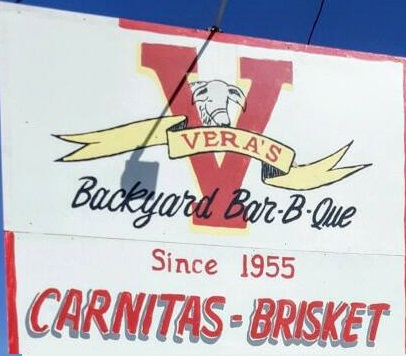 V
VERA'S
Backyard Bar-B-Que
Since 1955
CARNITAS - BRISKET